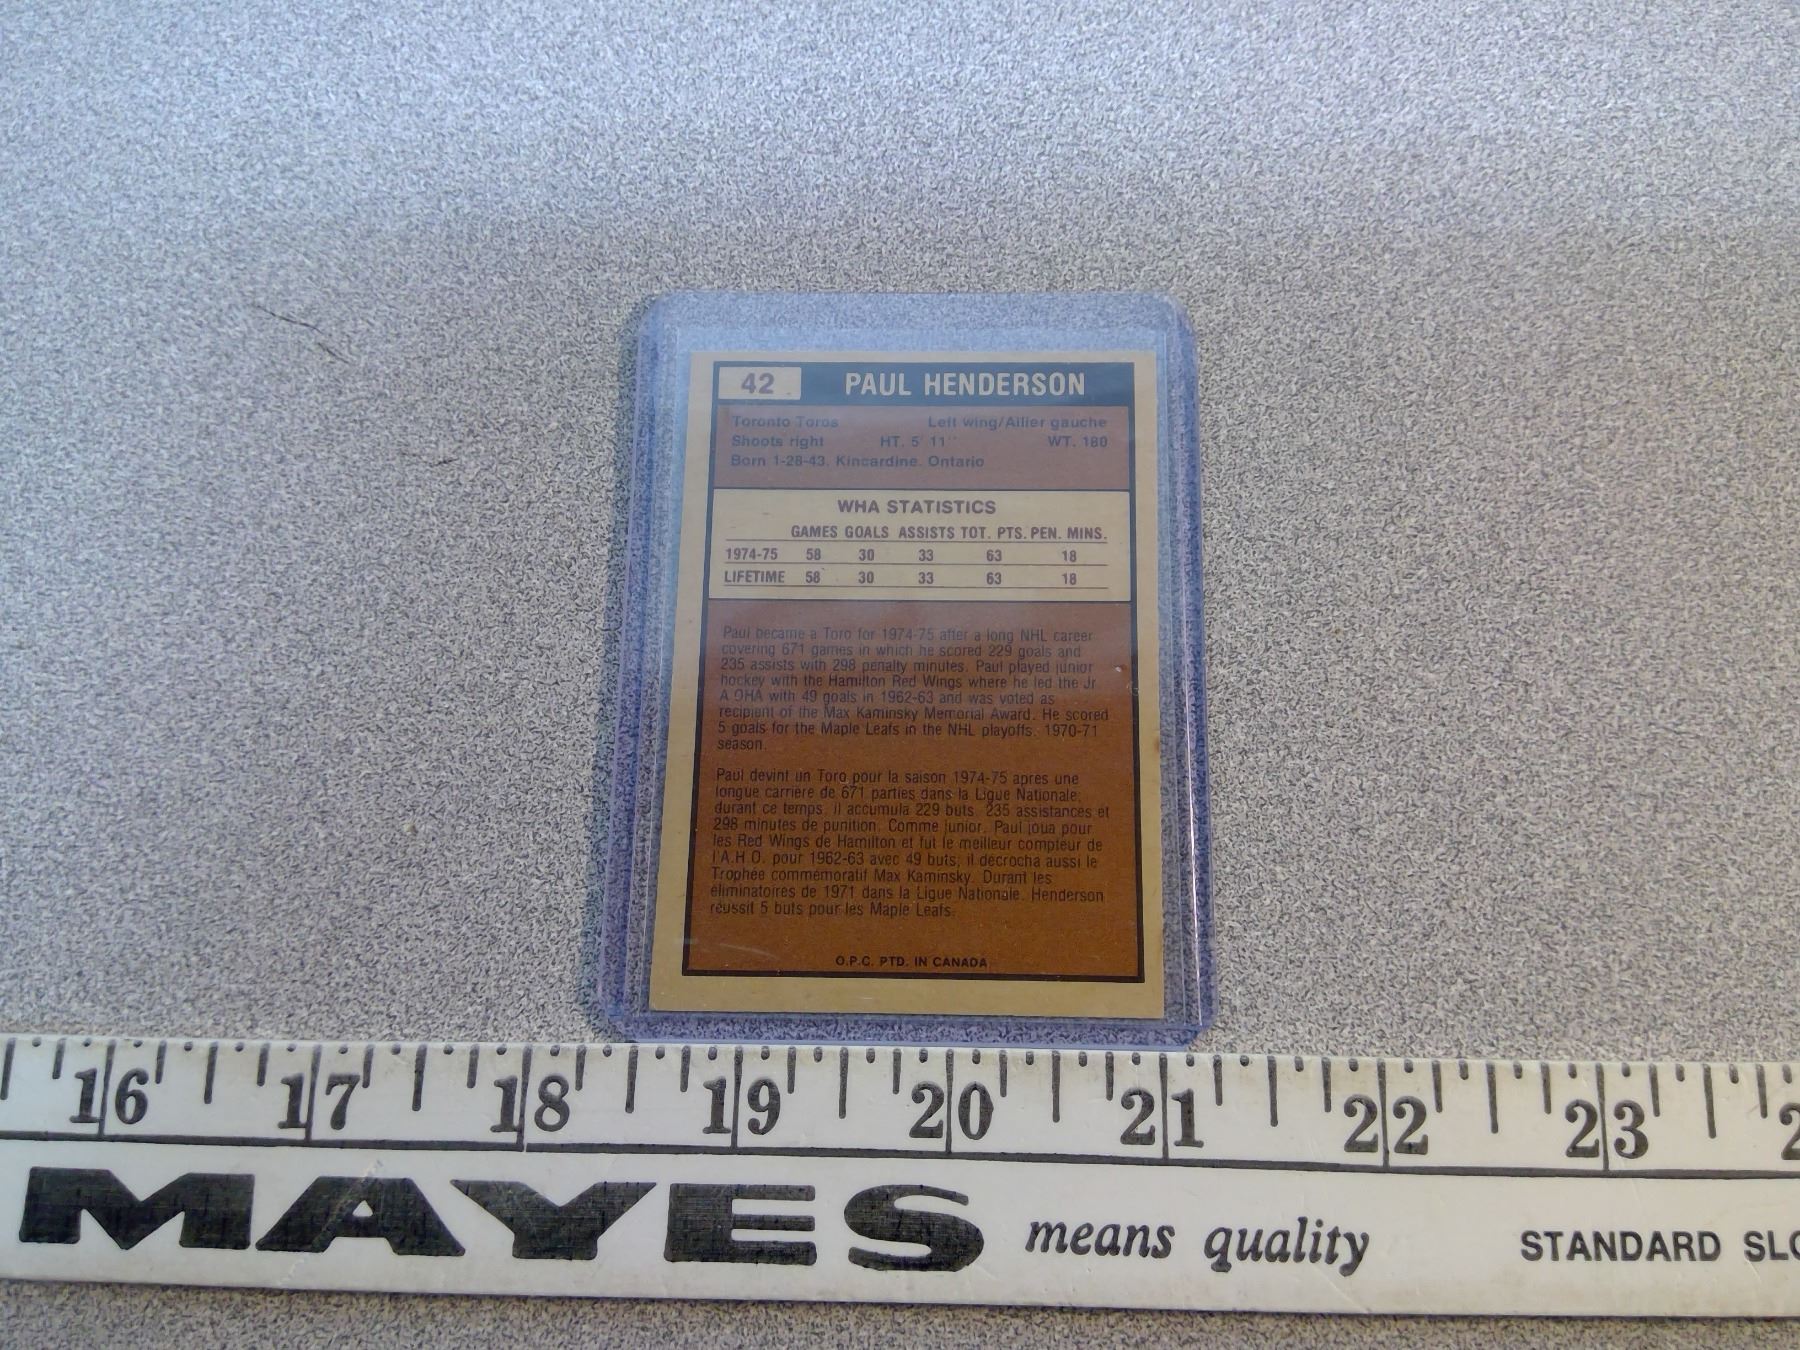 42 PAUL HENDERSON
Toronto Toros Left wing/Ailier gauche
Shoots right HT. 5' 11'' WT. 180
Born 1-28-43. Kincardine. Ontario
WHA STATISTICS
GAMES GOALS ASSISTS TOT. PTS. PEN. MINS.
1974-75 58 30 33 63 18
LIFETIME 58 30 33 63 18
Paul became a Toro for 1974-75 after a long NHL career
covering 671 games in which he scored 229 goals and
235 assists with 298 penalty minutes. Paul played junior
hockey with the Hamilton Red Wings where he led the Jr
A OHA with 49 goals in 1962-63 and was voted as
recipient of the Max Kaminsky Memorial Award. He scored
5 goals for the Maple Leafs in the NHL playoffs. 1970-71
season.
Paul devint un Toro pour la saison 1974-75 après une
longue carrière de 671 parties dans la Ligue Nationale;
durant ce temps, il accumula 229 buts, 235 assistances et
298 minutes de punition. Comme junior, Paul joua pour
les Red Wings de Hamilton et fut le meilleur compteur de
l'A.H.O. pour 1962-63 avec 49 buts; il décrocha aussi le
Trophée commémoratif Max Kaminsky. Durant les
éliminatoires de 1971 dans la Ligue Nationale, Henderson
réussit 5 buts pour les Maple Leafs.
O.P.C. PTD. IN CANADA
16 17 18 19 20 21 22 23 2
MAYES means quality STANDARD SLO